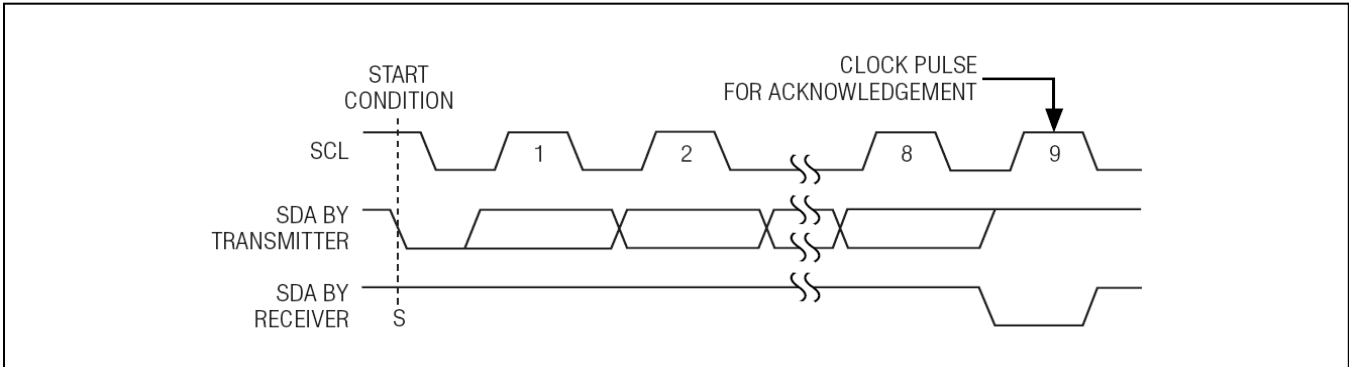 START
CONDITION
CLOCK PULSE
FOR ACKNOWLEDGEMENT
SCL
1
2
8
9
SDA BY
TRANSMITTER
SDA BY
RECEIVER
S